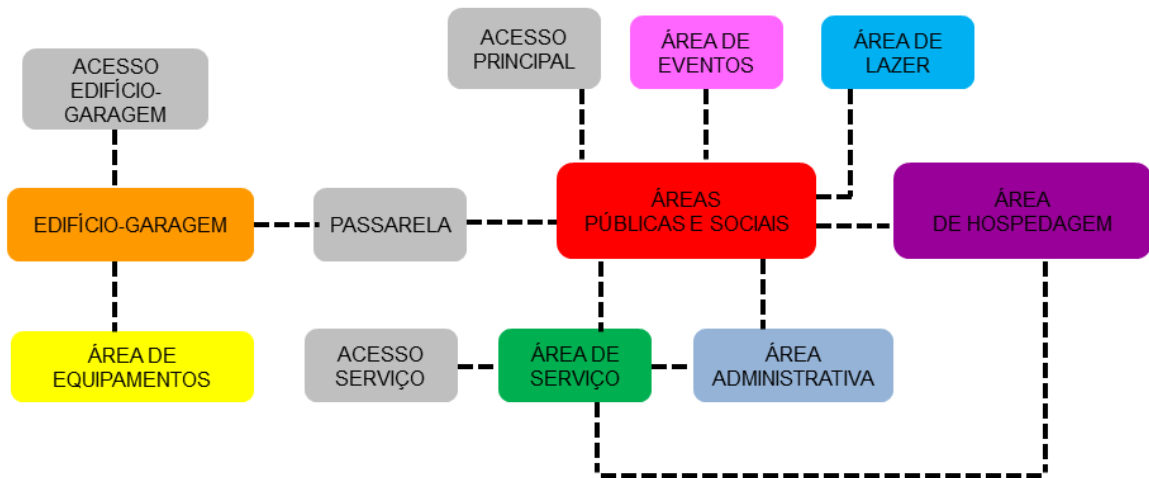 ACESSO
PRINCIPAL
ÁREA DE
EVENTOS
ÁREA DE
LAZER
ACESSO
EDIFÍCIO-
GARAGEM
EDIFÍCIO-GARAGEM
PASSARELA
ÁREAS
PÚBLICAS E SOCIAIS
ÁREA
DE HOSPEDAGEM
ÁREA DE
EQUIPAMENTOS
ACESSO
SERVIÇO
ÁREA DE
SERVIÇO
ÁREA
ADMINISTRATIVA